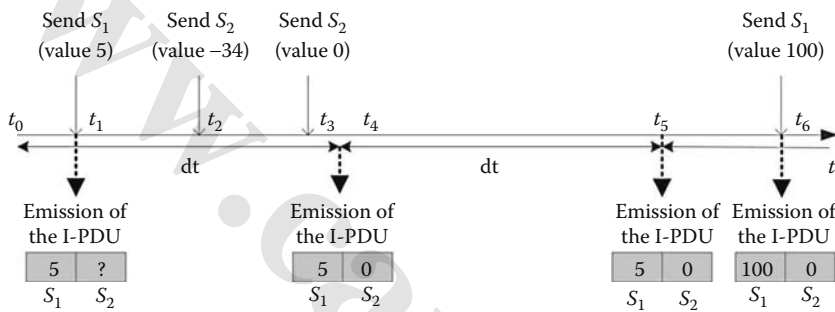 Send S1 Send S2 Send S2 Send S1
(value 5) (value –34) (value 0) (value 100)
t0 t1 t2 t3 t4 t5 t6
dt dt t
Emission of Emission of Emission of Emission of
the I-PDU the I-PDU the I-PDU the I-PDU
5 ? 5 0 5 0 100 0
S1 S2 S1 S2 S1 S2 S1 S2